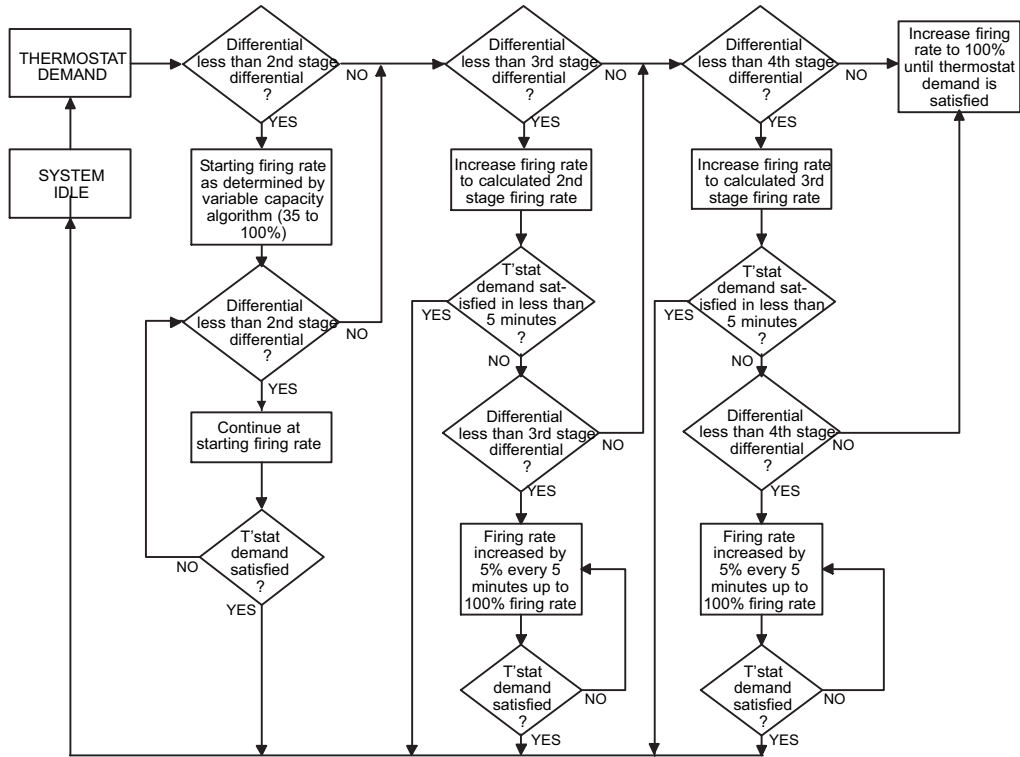 THERMOSTAT
DEMAND
SYSTEM
IDLE
Differential
less than 2nd stage
differential
?
NO
YES
Starting firing rate
as determined by
variable capacity
algorithm (35 to
100%)
Differential
less than 2nd stage
differential
?
NO
YES
Continue at
starting firing rate
T'stat
demand
satisfied
?
NO
YES
Differential
less than 3rd stage
differential
?
NO
YES
Increase firing rate
to calculated 2nd
stage firing rate
T'stat
demand sat-
isfied in less than
5 minutes
?
YES
NO
Differential
less than 3rd stage
differential
?
NO
YES
Firing rate
increased by
5% every 5
minutes up to
100% firing rate
T'stat
demand
satisfied
?
NO
YES
Differential
less than 4th stage
differential
?
NO
YES
Increase firing rate
to calculated 3rd
stage firing rate
T'stat
demand sat-
isfied in less than
5 minutes
?
YES
NO
Differential
less than 4th stage
differential
?
NO
YES
Firing rate
increased by
5% every 5
minutes up to
100% firing rate
T'stat
demand
satisfied
?
NO
YES
Increase firing
rate to 100%
until thermostat
demand is
satisfied